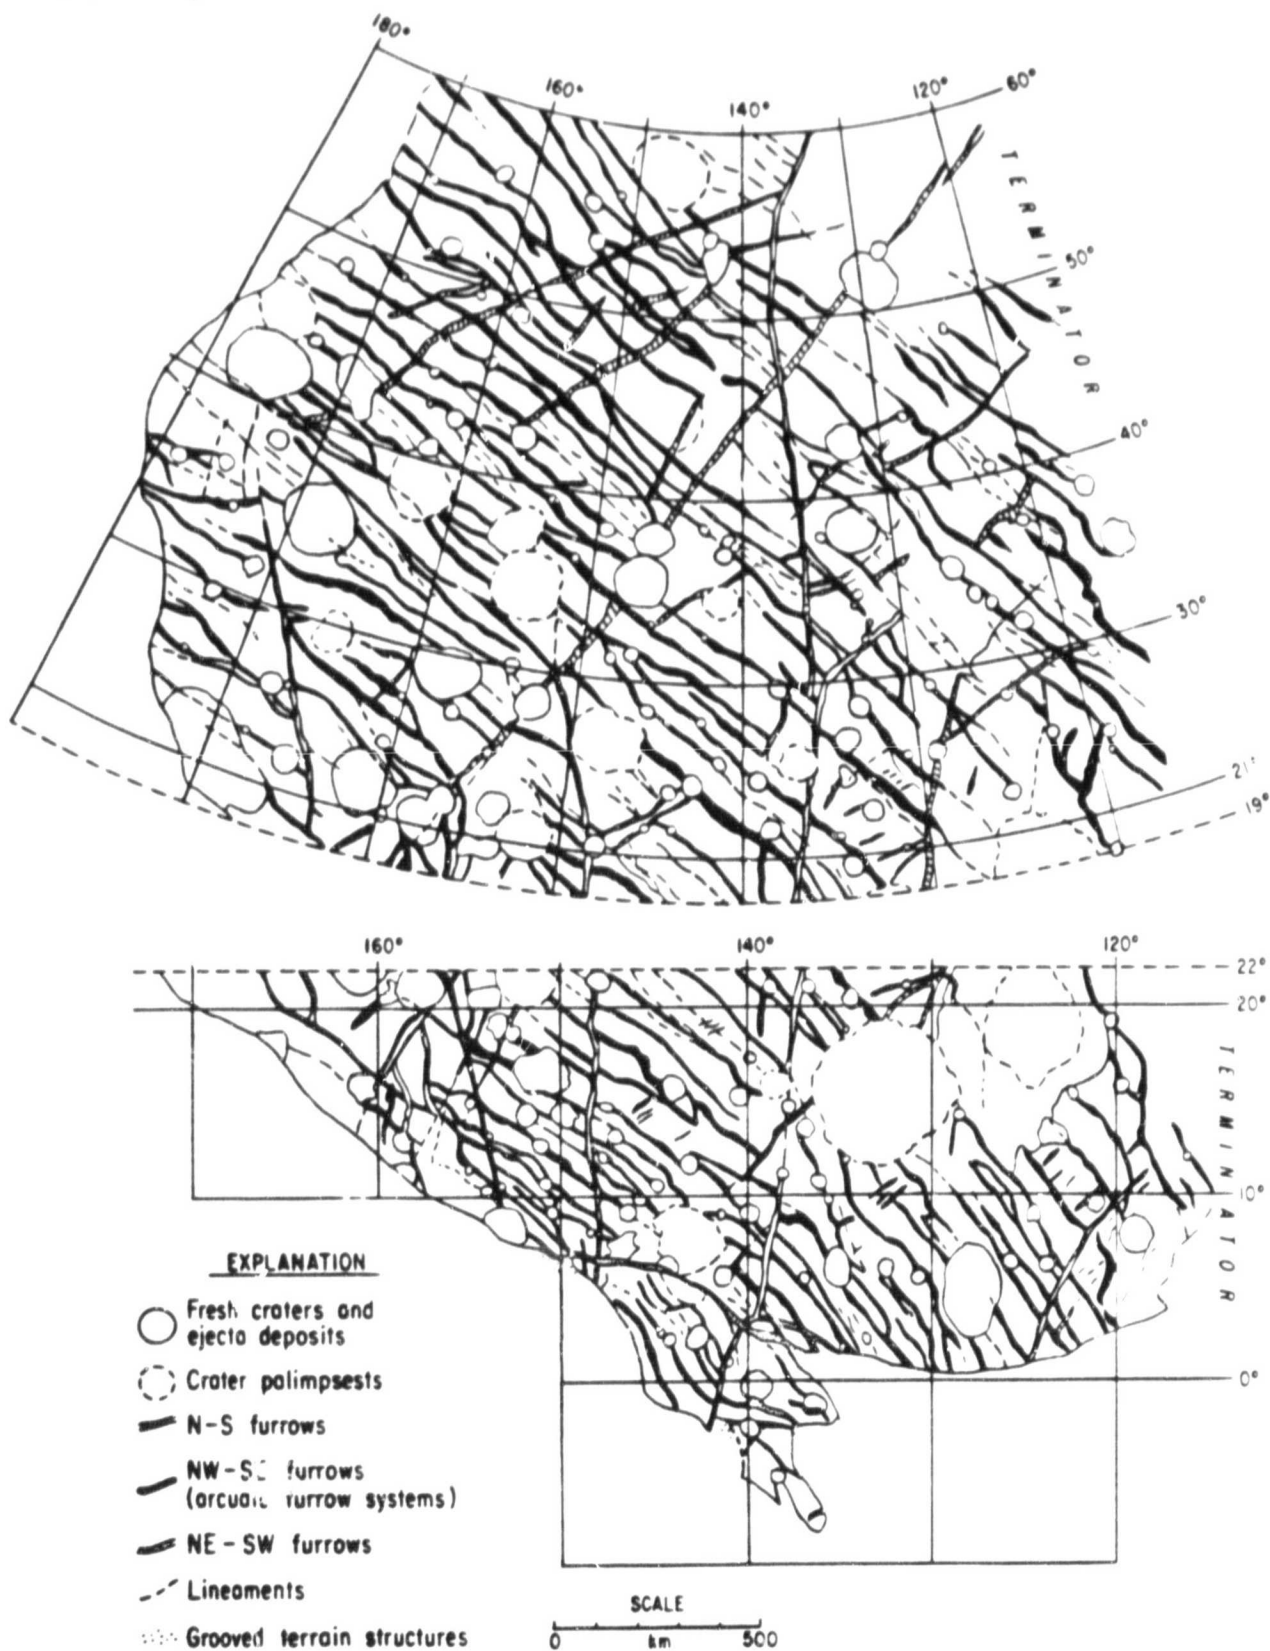 180°
160°
140°
120°
60°
TERMINATOR
50°
40°
30°
21°
19°
160°
140°
120°
22°
20°
TERMINATOR
10°
0°
EXPLANATION
Fresh craters and
ejecta deposits
Crater palimpsests
N-S furrows
furrows
furrow systems)
NE-SW furrows
Lineaments
Grooved terrain structures
SCALE
0 km 500